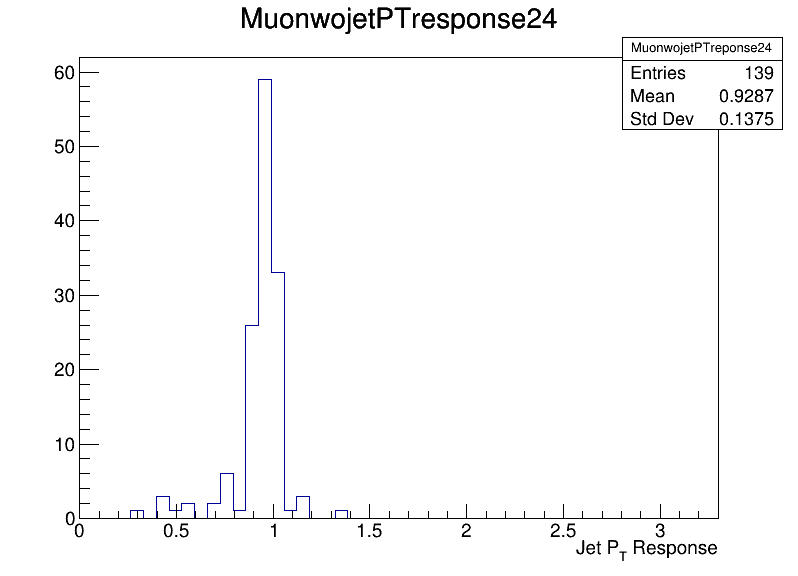 MuonwojetPTresponse24
MuonwojetPTreponse24
Entries 139
Mean 0.9287
Std Dev 0.1375
60
50
40
30
20
10
0
0 0.5 1 1.5 2 2.5 3
Jet P_T Response